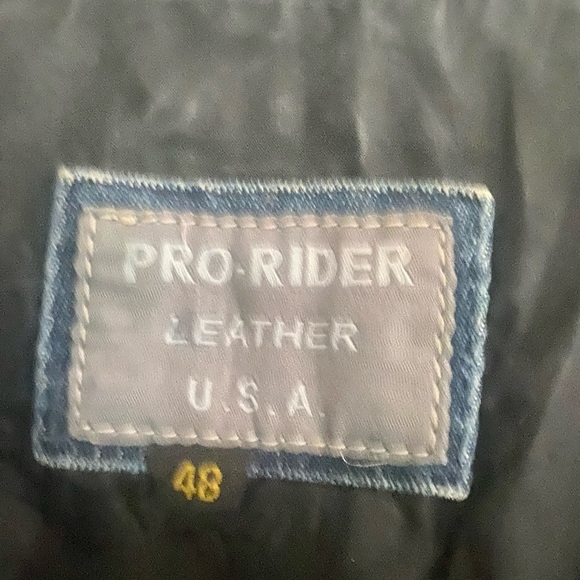 PRO-RIDER
LEATHER
U.S.A.
48